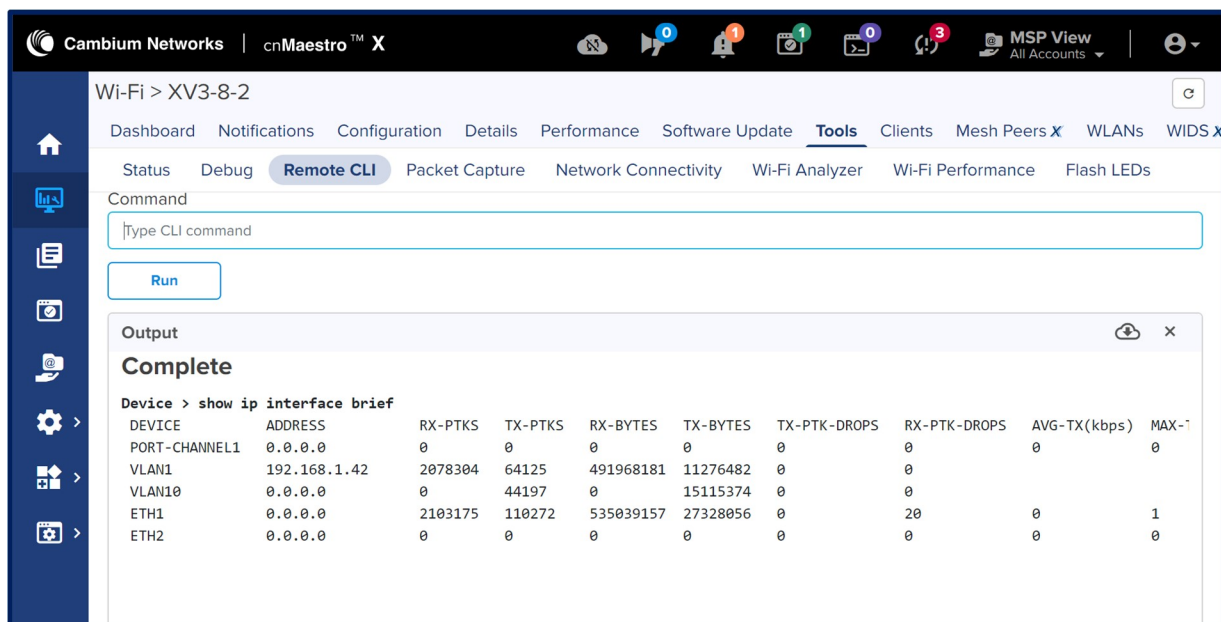 Cambium Networks | cnMaestro™ X
0
1
1
0
3
MSP View
All Accounts
Wi-Fi > XV3-8-2
Dashboard Notifications Configuration Details Performance Software Update Tools Clients Mesh Peers X WLANs WIDS X
Status Debug Remote CLI Packet Capture Network Connectivity Wi-Fi Analyzer Wi-Fi Performance Flash LEDs
Command
Type CLI command
Run
Output
Complete
Device > show ip interface brief
DEVICE ADDRESS RX-PTKS TX-PTKS RX-BYTES TX-BYTES TX-PTK-DROPS RX-PTK-DROPS AVG-TX(kbps) MAX-T
PORT-CHANNEL1 0.0.0.0 0 0 0 0 0 0 0 0
VLAN1 192.168.1.42 2078304 64125 491968181 11276482 0 0
VLAN10 0.0.0.0 0 44197 0 15115374 0 0
ETH1 0.0.0.0 2103175 110272 535039157 27328056 0 20 0 1
ETH2 0.0.0.0 0 0 0 0 0 0 0 0